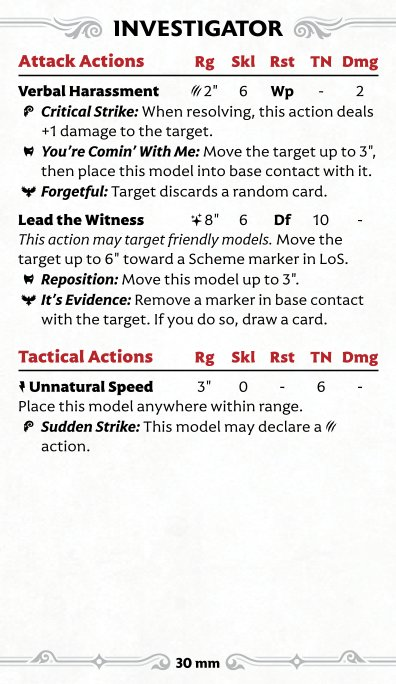 INVESTIGATOR
Attack Actions Rg Skl Rst TN Dmg
Verbal Harassment 2" 6 Wp - 2
Critical Strike: When resolving, this action deals
+1 damage to the target.
You’re Comin’ With Me: Move the target up to 3",
then place this model into base contact with it.
Forgetful: Target discards a random card.
Lead the Witness 8" 6 Df 10 -
This action may target friendly models. Move the
target up to 6" toward a Scheme marker in LoS.
Reposition: Move this model up to 3".
It’s Evidence: Remove a marker in base contact
with the target. If you do so, draw a card.
Tactical Actions Rg Skl Rst TN Dmg
Unnatural Speed 3" 0 - 6 -
Place this model anywhere within range.
Sudden Strike: This model may declare a
action.
30 mm